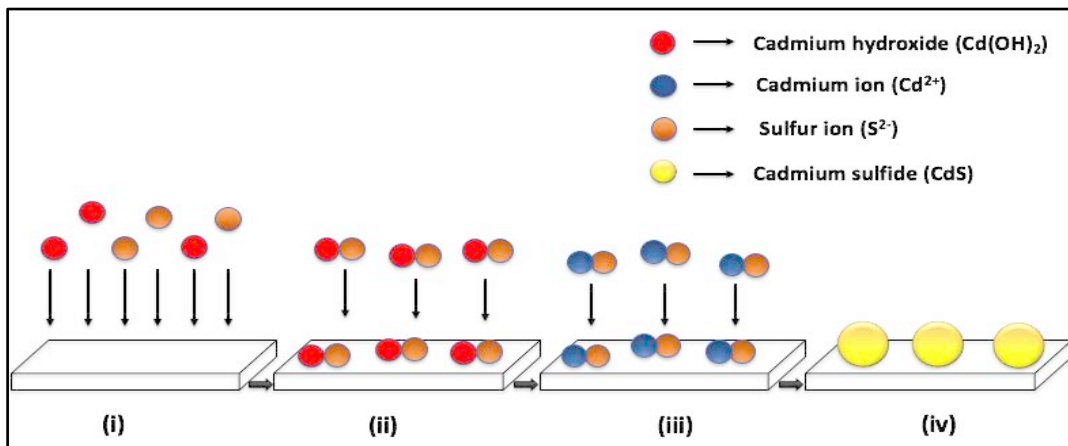 Cadmium hydroxide (Cd(OH)₂)
Cadmium ion (Cd²⁺)
Sulfur ion (S²⁻)
Cadmium sulfide (CdS)
(i) (ii) (iii) (iv)